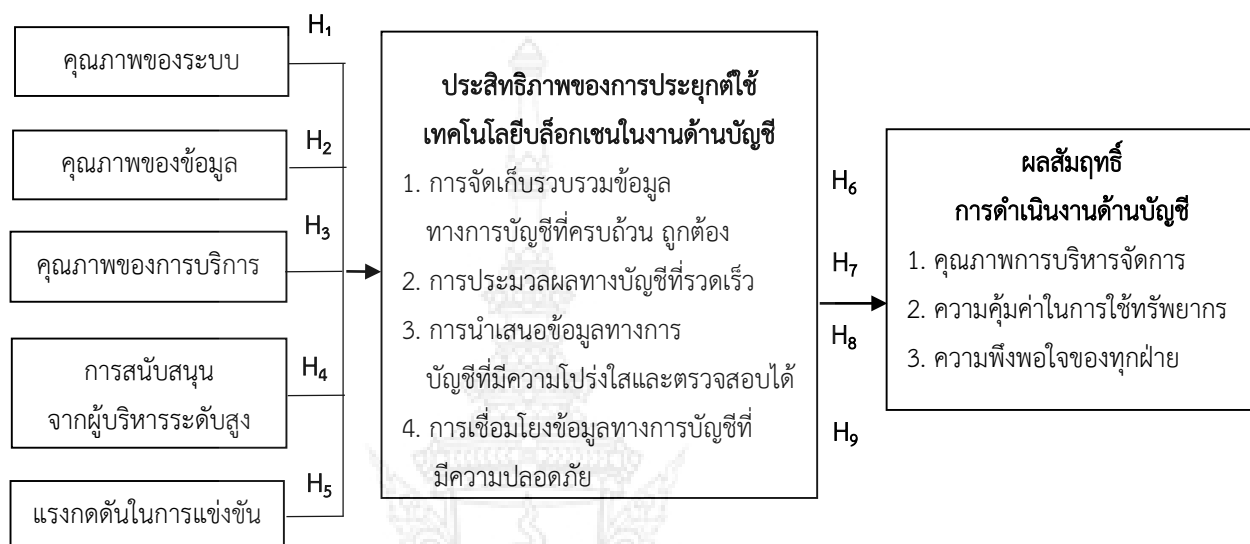 H₁
คุณภาพของระบบ
H₂
คุณภาพของข้อมูล
H₃
คุณภาพของการบริการ
H₄
การสนับสนุน
จากผู้บริหารระดับสูง
H₅
แรงกดดันในการแข่งขัน
ประสิทธิภาพของการประยุกต์ใช้
เทคโนโลยีบล็อกเชนในงานด้านบัญชี
1. การจัดเก็บรวบรวมข้อมูล
ทางการบัญชีที่ครบถ้วน ถูกต้อง
2. การประมวลผลทางบัญชีที่รวดเร็ว
3. การนำเสนอข้อมูลทางการ
บัญชีที่มีความโปร่งใสและตรวจสอบได้
4. การเชื่อมโยงข้อมูลทางการบัญชีที่
มีความปลอดภัย
H₆
H₇
H₈
H₉
ผลสัมฤทธิ์
การดำเนินงานด้านบัญชี
1. คุณภาพการบริหารจัดการ
2. ความคุ้มค่าในการใช้ทรัพยากร
3. ความพึงพอใจของทุกฝ่าย